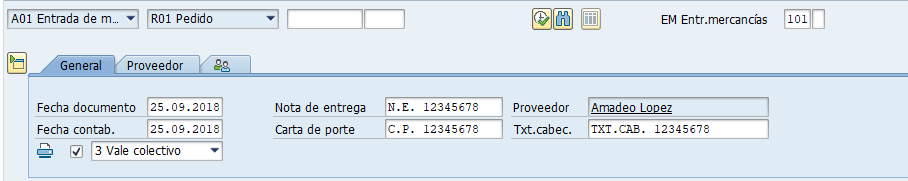 A01 Entrada de m... R01 Pedido EM Entr.mercancías 101
General Proveedor
Fecha documento 25.09.2018 Nota de entrega N.E. 12345678 Proveedor Amadeo Lopez
Fecha contab. 25.09.2018 Carta de porte C.P. 12345678 Txt.cabec. TXT.CAB. 12345678
3 Vale colectivo